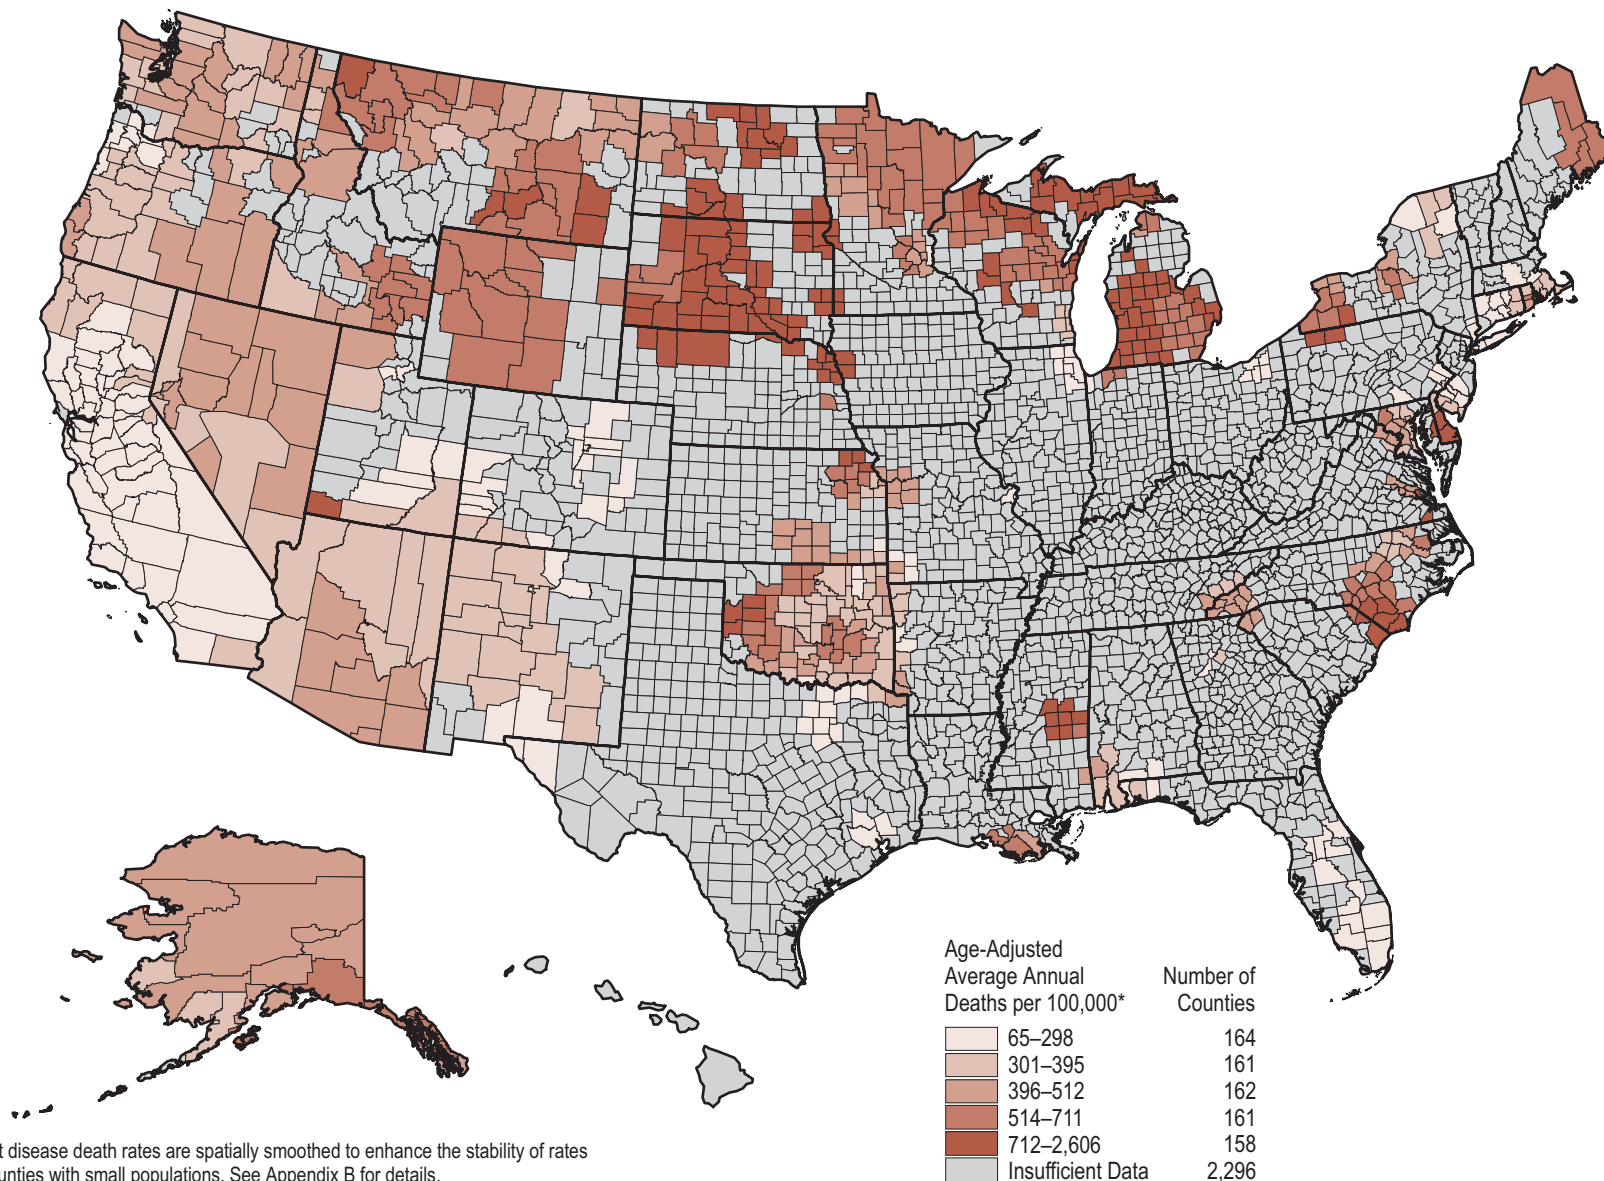 Age-Adjusted
Average Annual Number of
Deaths per 100,000* Counties
65–298 164
301–395 161
396–512 162
514–711 161
712–2,606 158
Insufficient Data 2,296
t disease death rates are spatially smoothed to enhance the stability of rates
unties with small populations. See Appendix B for details.